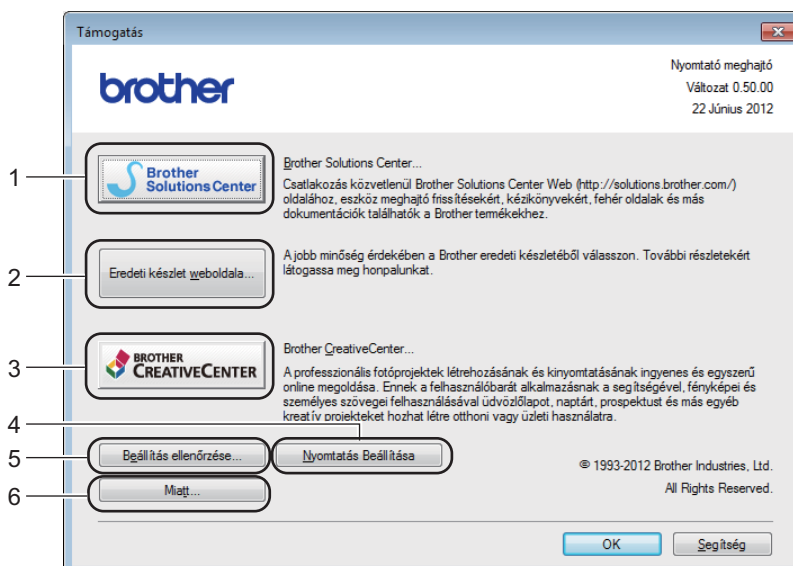 Támogatás
brother
Nyomtató meghajtó
Változat 0.50.00
22 Június 2012
1
Brother
Solutions Center
Brother Solutions Center...
Csatlakozás közvetlenül Brother Solutions Center Web (http://solutions.brother.com/)
oldalához, eszköz meghajtó frissítésekért, kézikönyvekért, fehér oldalak és más
dokumentációk találhatók a Brother termékekhez.
2
Eredeti készlet weboldala...
A jobb minőség érdekében a Brother eredeti készletéből válasszon. További részletekért
látogassa meg honpalunkat.
3
BROTHER
CREATIVECENTER
Brother CreativeCenter...
A professzionális fotóprojektek létrehozásának és kinyomtatásának ingyenes és egyszerű
online megoldása. Ennek a felhasználóbarát alkalmazásnak a segítségével, fényképei és
személyes szövegei felhasználásával üdvözlőlapot, naptárt, prospektust és más egyéb
kreatív projekteket hozhat létre otthoni vagy üzleti használatra.
4
5
Beállítás ellenőrzése...
Nyomtatás Beállítása
© 1993-2012 Brother Industries, Ltd.
6
Miatt...
All Rights Reserved.
OK
Segítség